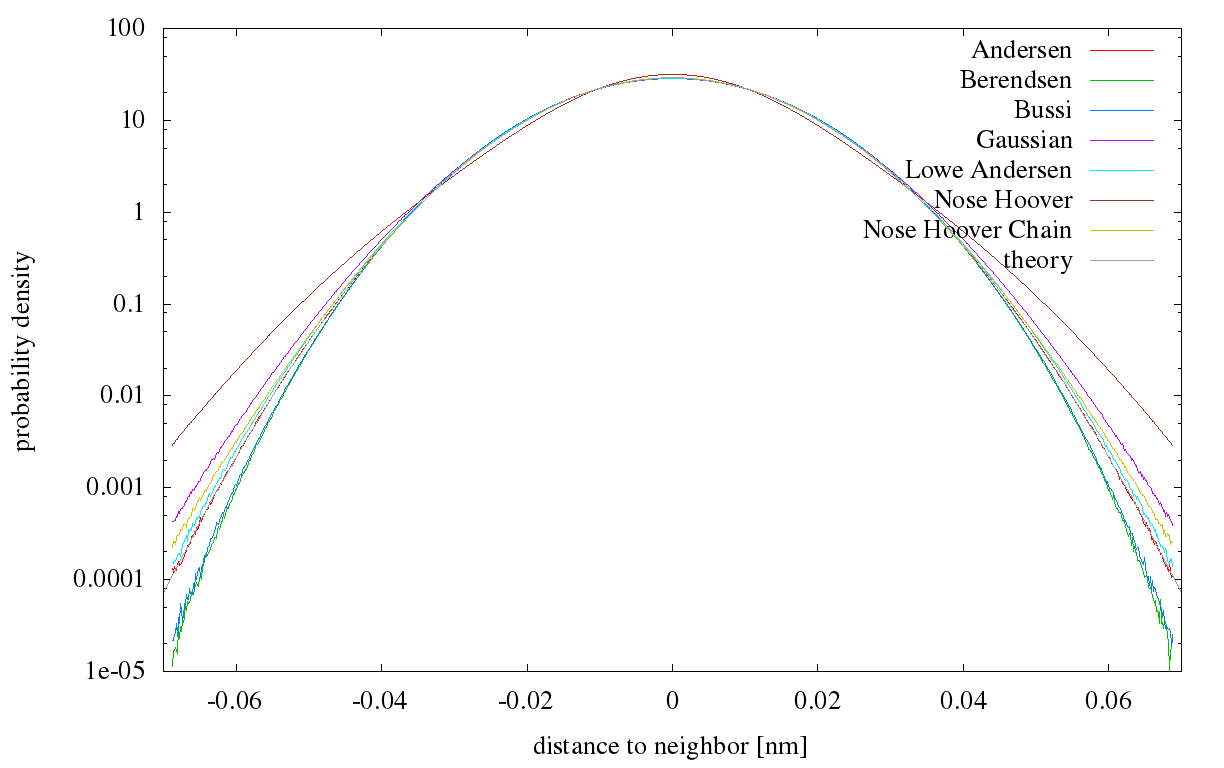 100
10
1
0.1
0.01
0.001
0.0001
1e-05
probability density
Andersen
Berendsen
Bussi
Gaussian
Lowe Andersen
Nose Hoover
Nose Hoover Chain
theory
-0.06 -0.04 -0.02 0 0.02 0.04 0.06
distance to neighbor [nm]